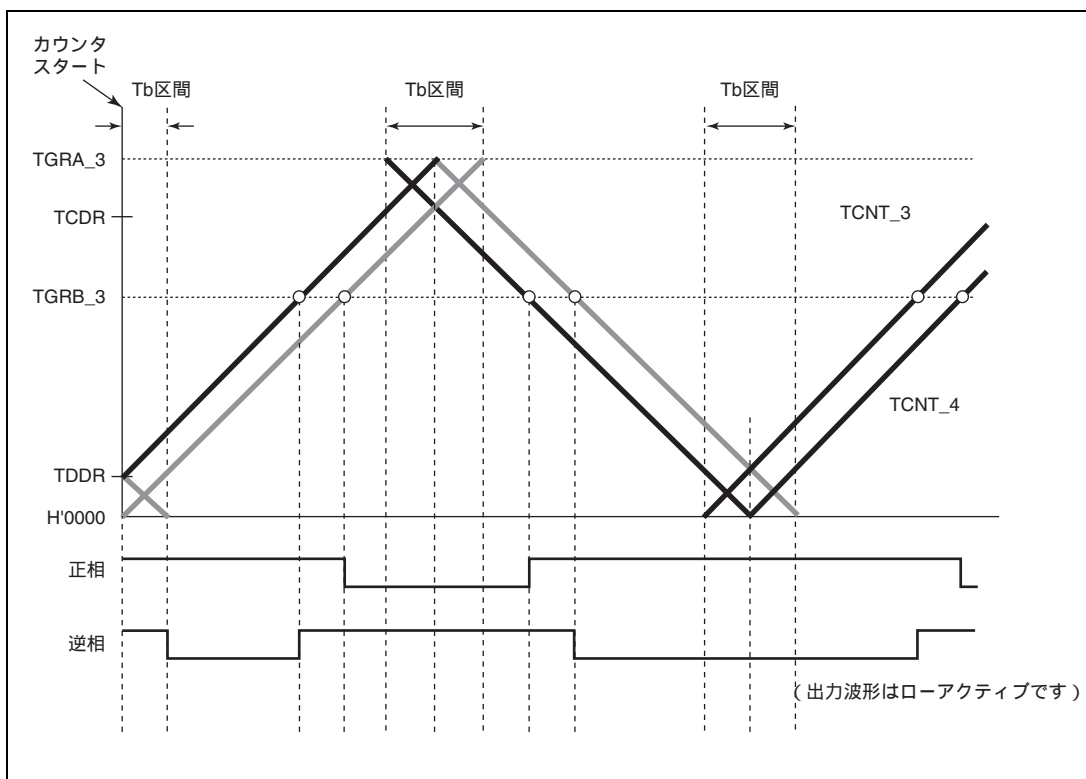 カウンタ
スタート
Tb区間
Tb区間
Tb区間
TGRA_3
TCDR
TCNT_3
TGRB_3
TCNT_4
TDDR
H'0000
正相
逆相
（出力波形はローアクティブです）